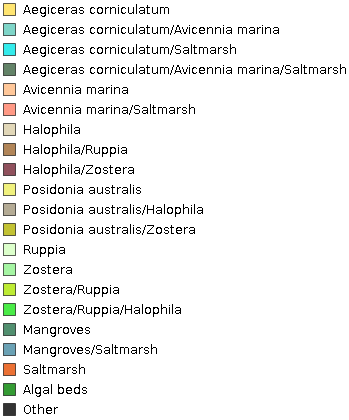 Aegiceras corniculatum
Aegiceras corniculatum/Avicennia marina
Aegiceras corniculatum/Saltmarsh
Aegiceras corniculatum/Avicennia marina/Saltmarsh
Avicennia marina
Avicennia marina/Saltmarsh
Halophila
Halophila/Ruppia
Halophila/Zostera
Posidonia australis
Posidonia australis/Halophila
Posidonia australis/Zostera
Ruppia
Zostera
Zostera/Ruppia
Zostera/Ruppia/Halophila
Mangroves
Mangroves/Saltmarsh
Saltmarsh
Algal beds
Other